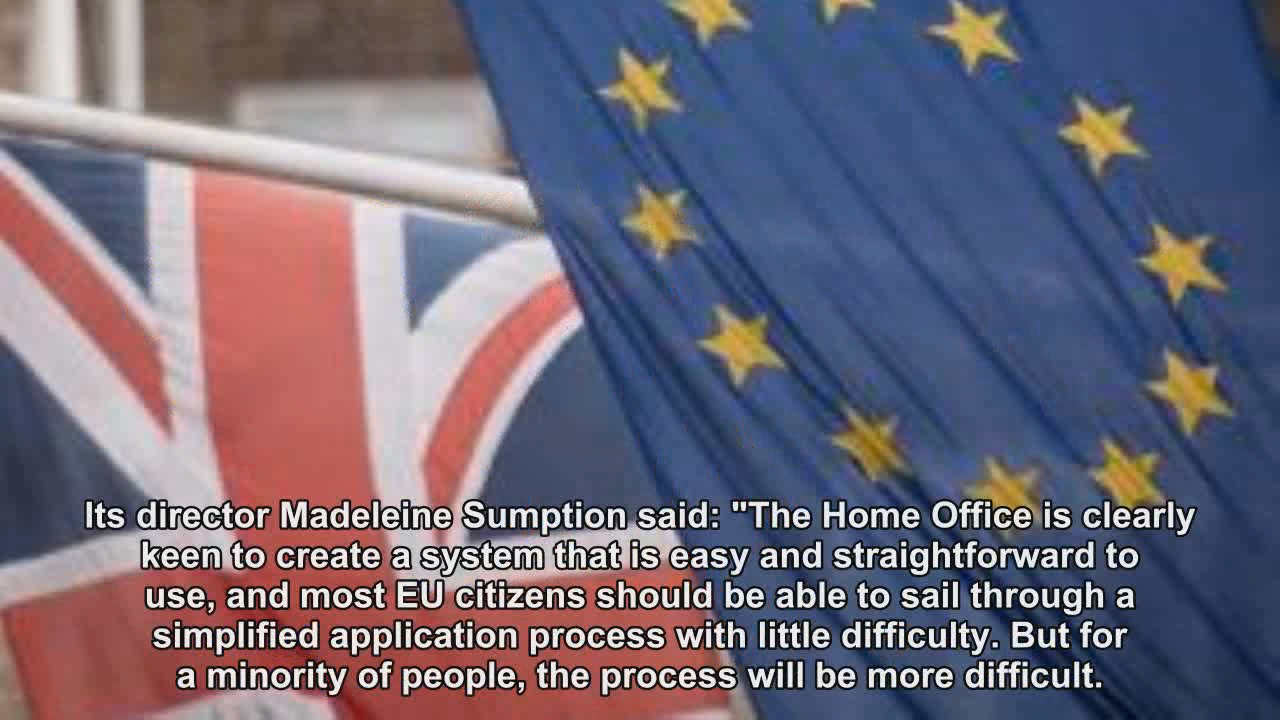 Its director Madeleine Sumption said: "The Home Office is clearly
keen to create a system that is easy and straightforward to
use, and most EU citizens should be able to sail through a
simplified application process with little difficulty. But for
a minority of people, the process will be more difficult.